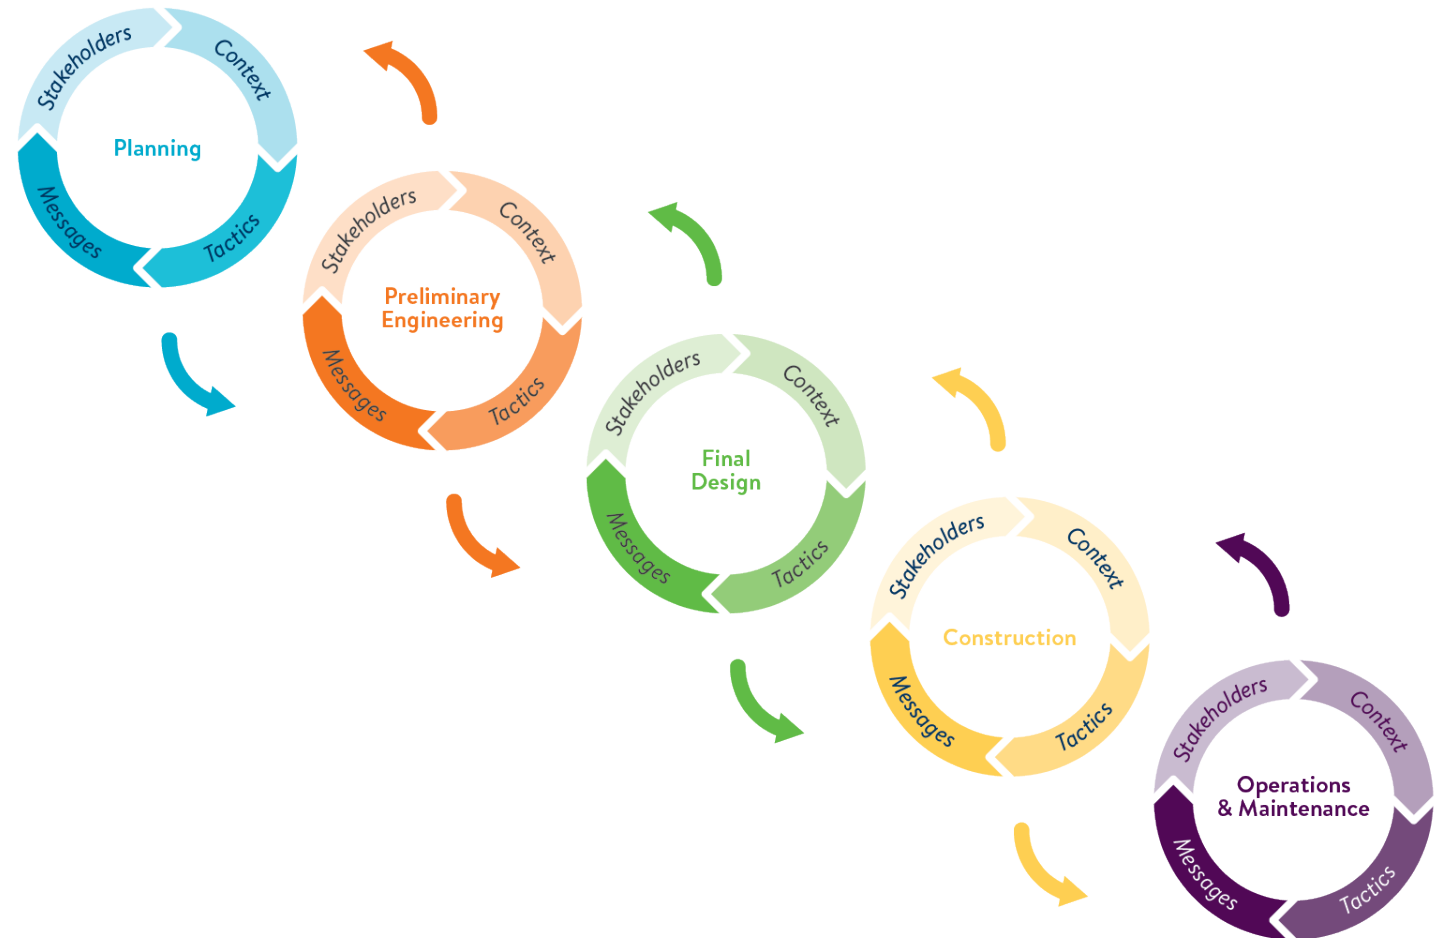 Stakeholders
Context
Planning
Messages
Tactics
Stakeholders
Context
Preliminary
Engineering
Messages
Tactics
Stakeholders
Context
Final
Design
Messages
Tactics
Stakeholders
Context
Construction
Messages
Tactics
Stakeholders
Context
Operations
& Maintenance
Messages
Tactics